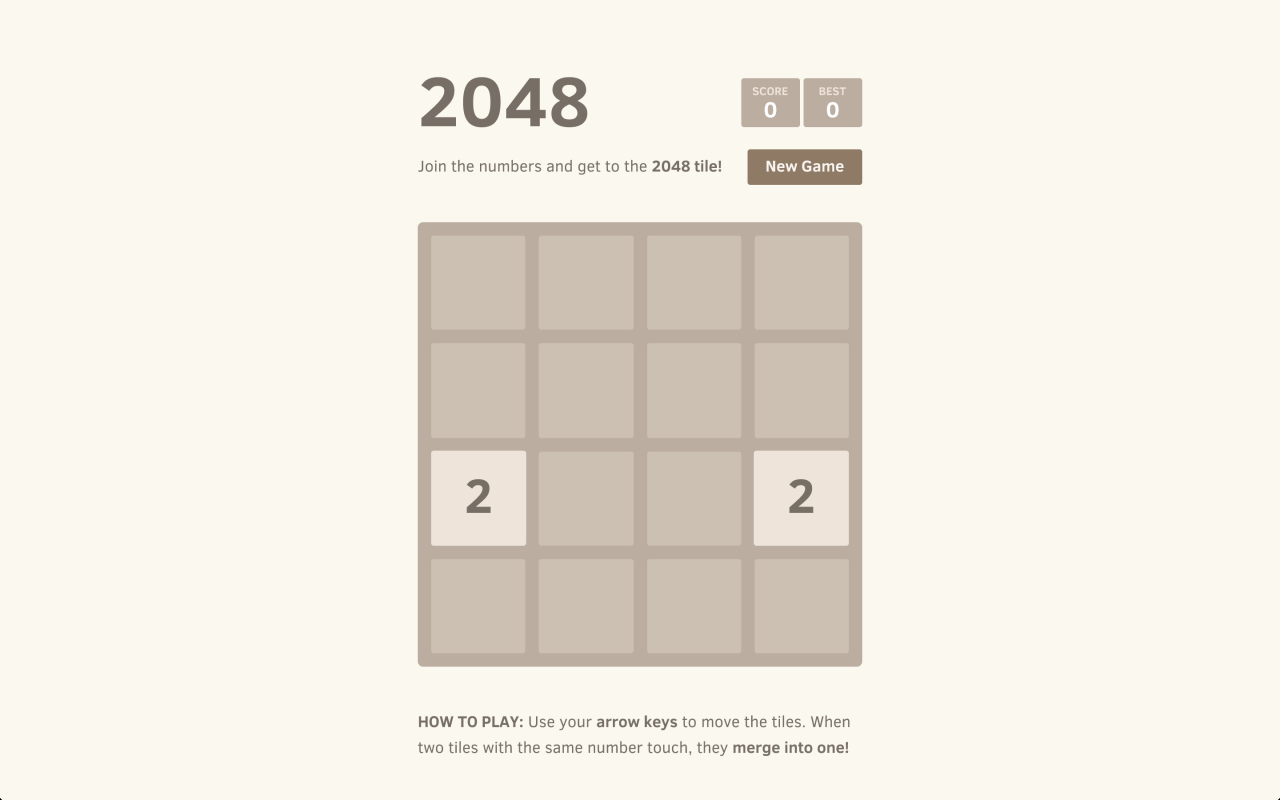 2048
SCORE
0
BEST
0
Join the numbers and get to the 2048 tile!
New Game
2
2
HOW TO PLAY: Use your arrow keys to move the tiles. When
two tiles with the same number touch, they merge into one!